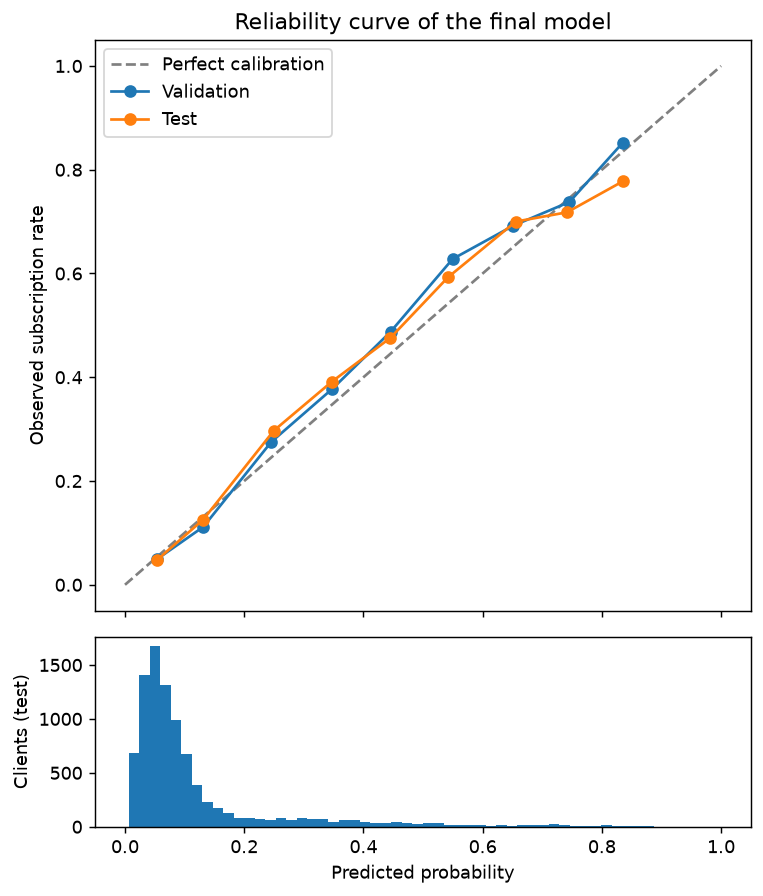 Reliability curve of the final model
Perfect calibration
Validation
Test
1.0
0.8
0.6
0.4
0.2
0.0
Observed subscription rate
1500
1000
500
0
Clients (test)
0.0 0.2 0.4 0.6 0.8 1.0
Predicted probability